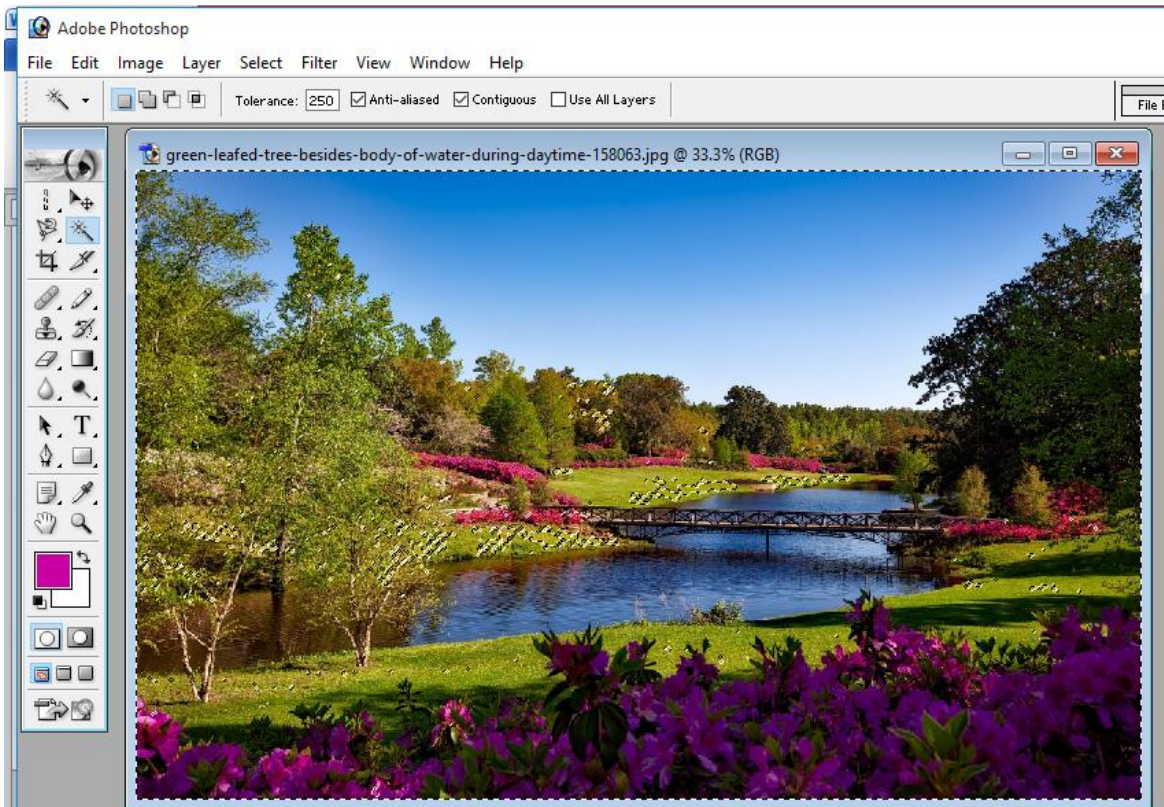 Adobe Photoshop
File Edit Image Layer Select Filter View Window Help
Tolerance: 250 Anti-aliased Contiguous Use All Layers
File
green-leafed-tree-besides-body-of-water-during-daytime-158063.jpg @ 33.3% (RGB)
T